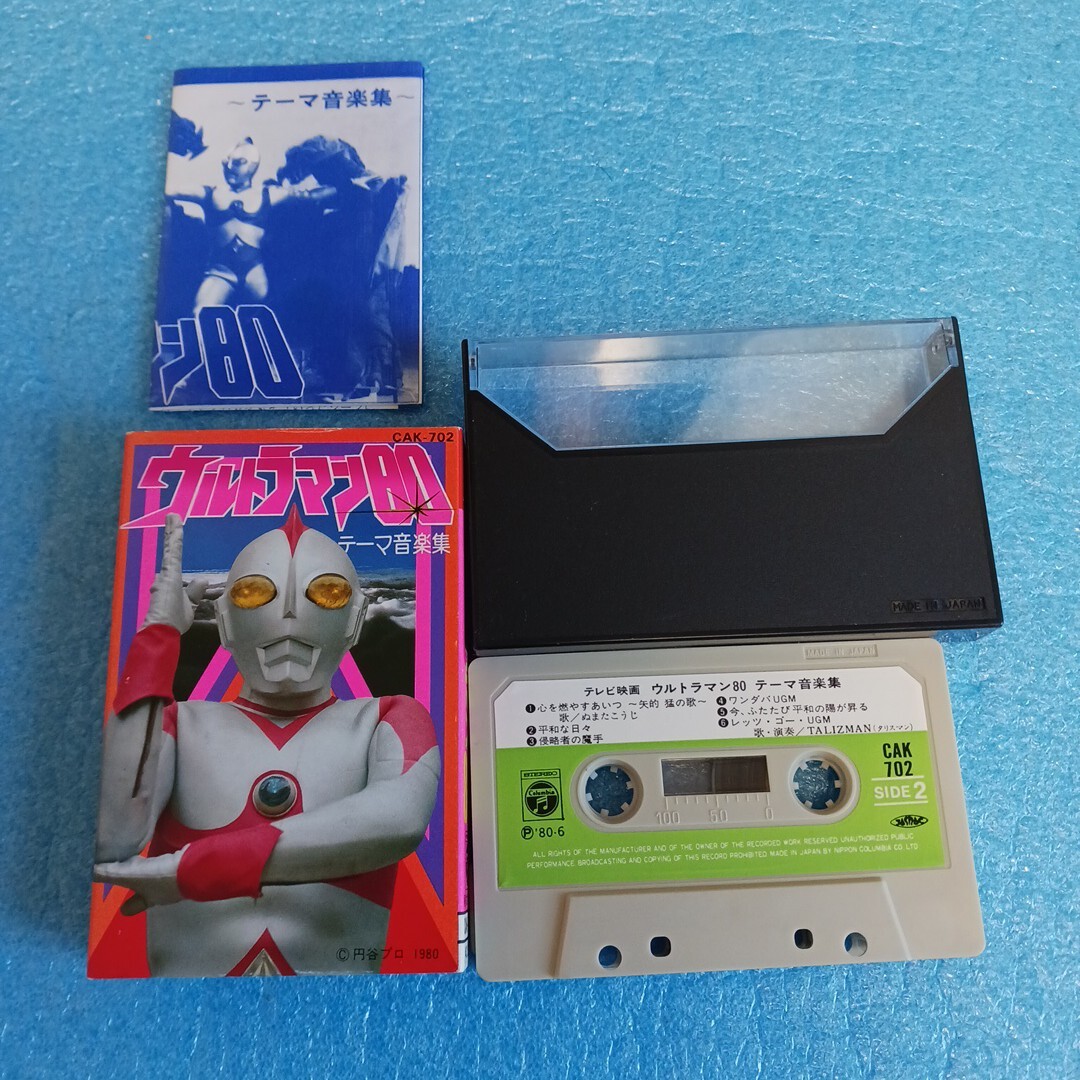 ～テーマ音楽集～
ン80
CAK-702
ウルトラマン80
テーマ音楽集
Ⓒ円谷プロ 1980
MADE IN JAPAN
MADE IN JAPAN
テレビ映画 ウルトラマン80 テーマ音楽集
❶心を燃やすあいつ ～矢的 猛の歌～
歌／ぬまたこうじ
❷平和な日々
❸侵略者の魔手
❹ワンダバUGM
❺今、ふたたび平和の陽が昇る
❻レッツ・ゴー・UGM
歌・演奏／TALIZMAN(タリスマン)
STEREO
Columbia
Ⓟ'80·6
100 50 0
CAK
702
SIDE 2
ALL RIGHTS OF THE MANUFACTURER AND OF THE OWNER OF THE RECORDED WORK RESERVED UNAUTHORIZED PUBLIC
PERFORMANCE BROADCASTING AND COPYING OF THIS RECORD PROHIBITED MADE IN JAPAN BY NIPPON COLUMBIA CO. LTD